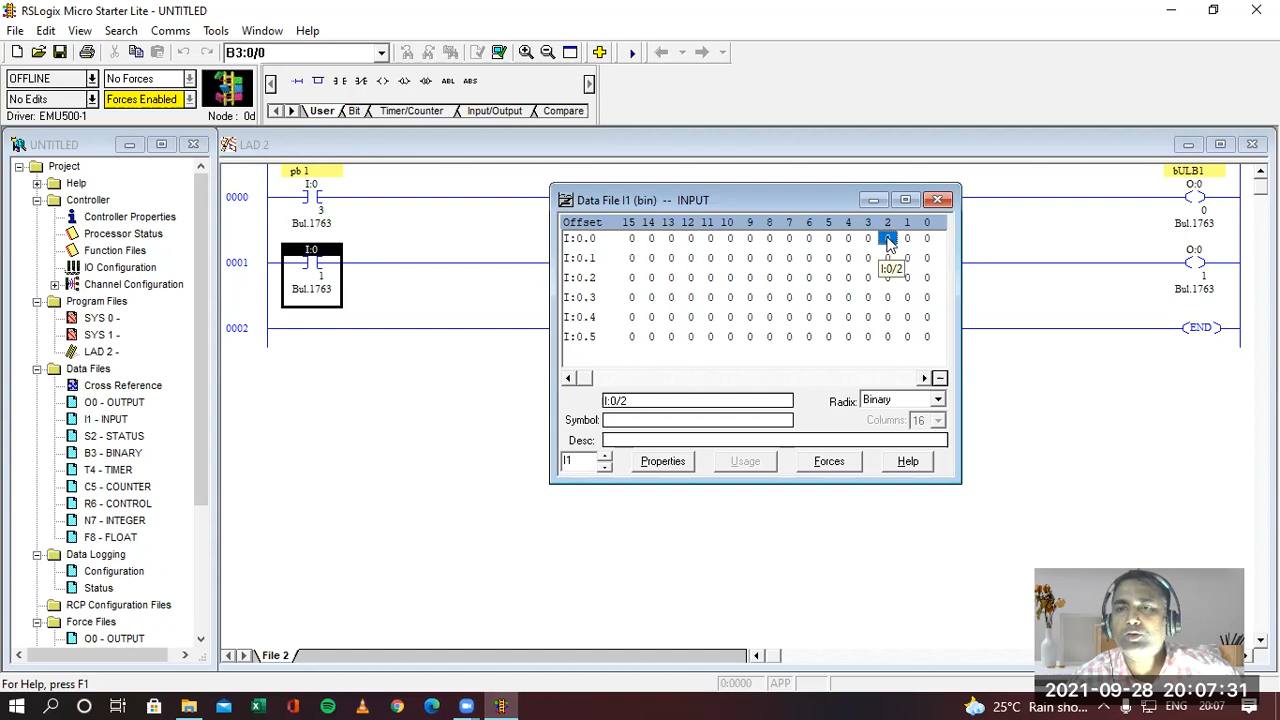 RSLogix Micro Starter Lite - UNTITLED
File Edit View Search Comms Tools Window Help
B3:0/0
OFFLINE No Forces
No Edits Forces Enabled
Driver: EMU500-1 Node : 0d
ABL ABS
User Bit Timer/Counter Input/Output Compare
UNTITLED
Project
Help
Controller
Controller Properties
Processor Status
Function Files
IO Configuration
Channel Configuration
Program Files
SYS 0 -
SYS 1 -
LAD 2 -
Data Files
Cross Reference
O0 - OUTPUT
I1 - INPUT
S2 - STATUS
B3 - BINARY
T4 - TIMER
C5 - COUNTER
R6 - CONTROL
N7 - INTEGER
F8 - FLOAT
Data Logging
Configuration
Status
RCP Configuration Files
Force Files
O0 - OUTPUT
LAD 2
pb 1
I:0
0000
3
Bul.1763
I:0
0001
1
Bul.1763
0002
bULB1
O:0
0
Bul.1763
O:0
1
Bul.1763
END
Data File I1 (bin) -- INPUT
Offset 15 14 13 12 11 10 9 8 7 6 5 4 3 2 1 0
I:0.0 0 0 0 0 0 0 0 0 0 0 0 0 0 0 0 0
I:0.1 0 0 0 0 0 0 0 0 0 0 0 0 0 0 0 0
I:0/2
I:0.2 0 0 0 0 0 0 0 0 0 0 0 0 0 0 0 0
I:0.3 0 0 0 0 0 0 0 0 0 0 0 0 0 0 0 0
I:0.4 0 0 0 0 0 0 0 0 0 0 0 0 0 0 0 0
I:0.5 0 0 0 0 0 0 0 0 0 0 0 0 0 0 0 0
I:0/2 Radix: Binary
Symbol: Columns: 16
Desc:
I1 Properties Usage Forces Help
File 2
For Help, press F1
0:0000 APP
2021-09-28 20:07:31
25°C Rain sho... ENG 20:07